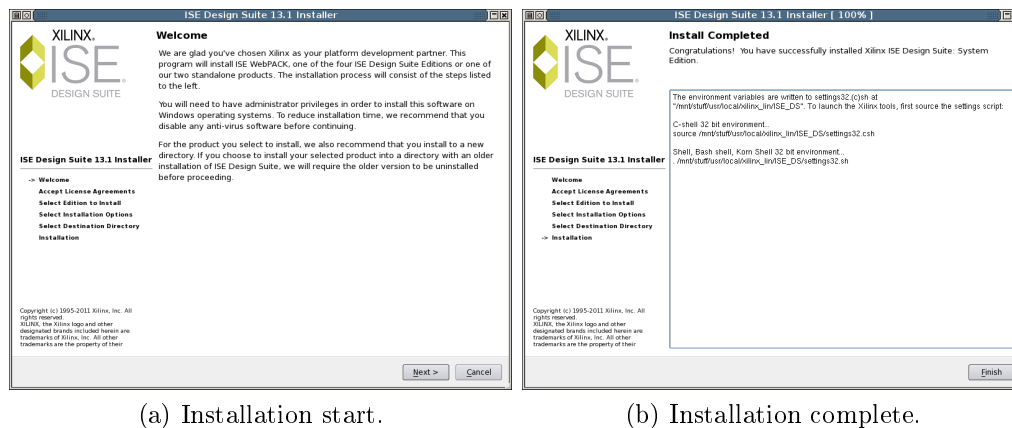 ISE Design Suite 13.1 Installer
XILINX.
ISE.
DESIGN SUITE
ISE Design Suite 13.1 Installer
-> Welcome
Accept License Agreements
Select Edition to Install
Select Installation Options
Select Destination Directory
Installation
Copyright (c) 1995-2011 Xilinx, Inc. All
rights reserved.
XILINX, the Xilinx logo and other
designated brands included herein are
trademarks of Xilinx, Inc. All other
trademarks are the property of their
Welcome
We are glad you've chosen Xilinx as your platform development partner. This
program will install ISE WebPACK, one of the four ISE Design Suite Editions or one of
our two standalone products. The installation process will consist of the steps listed
to the left.
You will need to have administrator privileges in order to install this software on
Windows operating systems. To reduce installation time, we recommend that you
disable any anti-virus software before continuing.
For the product you select to install, we also recommend that you install to a new
directory. If you choose to install your selected product into a directory with an older
installation of ISE Design Suite, we will require the older version to be uninstalled
before proceeding.
Next >
Cancel
(a) Installation start.
ISE Design Suite 13.1 Installer [ 100% ]
XILINX.
ISE.
DESIGN SUITE
ISE Design Suite 13.1 Installer
Welcome
Accept License Agreements
Select Edition to Install
Select Installation Options
Select Destination Directory
-> Installation
Copyright (c) 1995-2011 Xilinx, Inc. All
rights reserved.
XILINX, the Xilinx logo and other
designated brands included herein are
trademarks of Xilinx, Inc. All other
trademarks are the property of their
Install Completed
Congratulations! You have successfully installed Xilinx ISE Design Suite: System
Edition.
The environment variables are written to settings32.(c)sh at
"/mnt/stuff/usr/local/xilinx_lin/ISE_DS". To launch the Xilinx tools, first source the settings script:
C-shell 32 bit environment...
source /mnt/stuff/usr/local/xilinx_lin/ISE_DS/settings32.csh
Shell, Bash shell, Korn Shell 32 bit environment...
. /mnt/stuff/usr/local/xilinx_lin/ISE_DS/settings32.sh
Finish
(b) Installation complete.